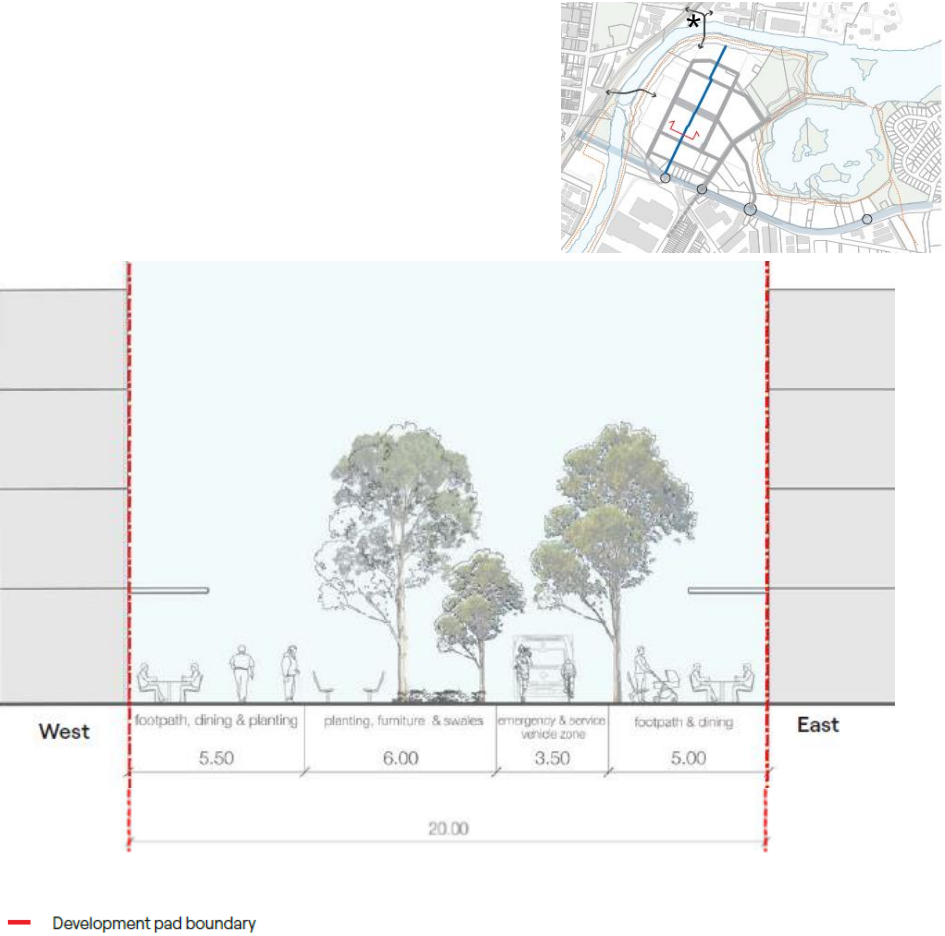 *
West
footpath, dining & planting
5.50
planting, furniture & swales
6.00
emergency & service
vehicle zone
3.50
footpath & dining
5.00
East
20.00
Development pad boundary